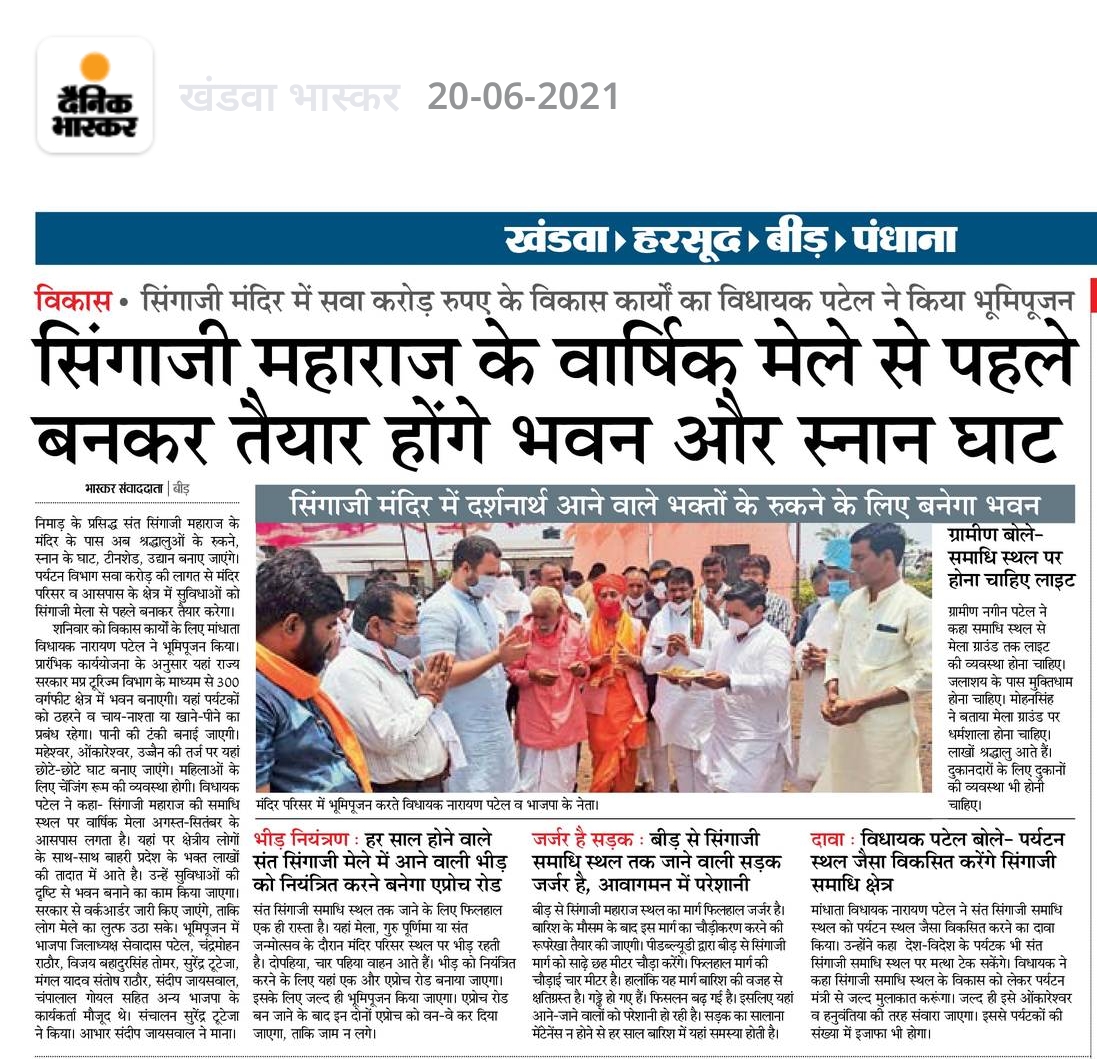 दैनिक
भास्कर
खंडवा भास्कर 20-06-2021
खंडवा › हरसूद › बीड़ › पंधाना
विकास • सिंगाजी मंदिर में सवा करोड़ रुपए के विकास कार्यों का विधायक पटेल ने किया भूमिपूजन
सिंगाजी महाराज के वार्षिक मेले से पहले
बनकर तैयार होंगे भवन और स्नान घाट
भास्कर संवाददाता | बीड़
निमाड़ के प्रसिद्ध संत सिंगाजी महाराज के
मंदिर के पास अब श्रद्धालुओं के रुकने,
स्नान के घाट, टीनशेड, उद्यान बनाए जाएंगे।
पर्यटन विभाग सवा करोड़ की लागत से मंदिर
परिसर व आसपास के क्षेत्र में सुविधाओं को
सिंगाजी मेला से पहले बनाकर तैयार करेगा।
शनिवार को विकास कार्यों के लिए मांधाता
विधायक नारायण पटेल ने भूमिपूजन किया।
प्रारंभिक कार्ययोजना के अनुसार यहां राज्य
सरकार मप्र टूरिज्म विभाग के माध्यम से 300
वर्गफीट क्षेत्र में भवन बनाएगी। यहां पर्यटकों
को ठहरने व चाय-नाश्ता या खाने-पीने का
प्रबंध रहेगा। पानी की टंकी बनाई जाएगी।
महेश्वर, ओंकारेश्वर, उज्जैन की तर्ज पर यहां
छोटे-छोटे घाट बनाए जाएंगे। महिलाओं के
लिए चेंजिंग रूम की व्यवस्था होगी। विधायक
पटेल ने कहा- सिंगाजी महाराज की समाधि
स्थल पर वार्षिक मेला अगस्त-सितंबर के
आसपास लगता है। यहां पर क्षेत्रीय लोगों
के साथ-साथ बाहरी प्रदेश के भक्त लाखों
की तादात में आते है। उन्हें सुविधाओं की
दृष्टि से भवन बनाने का काम किया जाएगा।
सरकार से वर्कआर्डर जारी किए जाएंगे, ताकि
लोग मेले का लुत्फ उठा सके। भूमिपूजन में
भाजपा जिलाध्यक्ष सेवादास पटेल, चंद्रमोहन
राठौर, विजय बहादुरसिंह तोमर, सुरेंद्र टूटेजा,
मंगल यादव संतोष राठौर, संदीप जायसवाल,
चंपालाल गोयल सहित अन्य भाजपा के
कार्यकर्ता मौजूद थे। संचालन सुरेंद्र टूटेजा
ने किया। आभार संदीप जायसवाल ने माना।
सिंगाजी मंदिर में दर्शनार्थ आने वाले भक्तों के रुकने के लिए बनेगा भवन
मंदिर परिसर में भूमिपूजन करते विधायक नारायण पटेल व भाजपा के नेता।
ग्रामीण बोले-
समाधि स्थल पर
होना चाहिए लाइट
ग्रामीण नगीन पटेल ने
कहा समाधि स्थल से
मेला ग्राउंड तक लाइट
की व्यवस्था होना चाहिए।
जलाशय के पास मुक्तिधाम
होना चाहिए। मोहनसिंह
ने बताया मेला ग्राउंड पर
धर्मशाला होना चाहिए।
लाखों श्रद्धालु आते हैं।
दुकानदारों के लिए दुकानों
की व्यवस्था भी होनी
चाहिए।
भीड़ नियंत्रण : हर साल होने वाले
संत सिंगाजी मेले में आने वाली भीड़
को नियंत्रित करने बनेगा एप्रोच रोड
संत सिंगाजी समाधि स्थल तक जाने के लिए फिलहाल
एक ही रास्ता है। यहां मेला, गुरु पूर्णिमा या संत
जन्मोत्सव के दौरान मंदिर परिसर स्थल पर भीड़ रहती
है। दोपहिया, चार पहिया वाहन आते हैं। भीड़ को नियंत्रित
करने के लिए यहां एक और एप्रोच रोड बनाया जाएगा।
इसके लिए जल्द ही भूमिपूजन किया जाएगा। एप्रोच रोड
बन जाने के बाद इन दोनों एप्रोच को वन-वे कर दिया
जाएगा, ताकि जाम न लगे।
जर्जर है सड़क : बीड़ से सिंगाजी
समाधि स्थल तक जाने वाली सड़क
जर्जर है, आवागमन में परेशानी
बीड़ से सिंगाजी महाराज स्थल का मार्ग फिलहाल जर्जर है।
बारिश के मौसम के बाद इस मार्ग का चौड़ीकरण करने की
रूपरेखा तैयार की जाएगी। पीडब्ल्यूडी द्वारा बीड़ से सिंगाजी
मार्ग को साढ़े छह मीटर चौड़ा करेंगे। फिलहाल मार्ग की
चौड़ाई चार मीटर है। हालांकि यह मार्ग बारिश की वजह से
क्षतिग्रस्त है। गड्ढे हो गए हैं। फिसलन बढ़ गई है। इसलिए यहां
आने-जाने वालों को परेशानी हो रही है। सड़क का सालाना
मेंटेनेंस न होने से हर साल बारिश में यहां समस्या होती है।
दावा : विधायक पटेल बोले- पर्यटन
स्थल जैसा विकसित करेंगे सिंगाजी
समाधि क्षेत्र
मांधाता विधायक नारायण पटेल ने संत सिंगाजी समाधि
स्थल को पर्यटन स्थल जैसा विकसित करने का दावा
किया। उन्होंने कहा देश-विदेश के पर्यटक भी संत
सिंगाजी समाधि स्थल पर मत्था टेक सकेंगे। विधायक ने
कहा सिंगाजी समाधि स्थल के विकास को लेकर पर्यटन
मंत्री से जल्द मुलाकात करूंगा। जल्द ही इसे ओंकारेश्वर
व हनुवंतिया की तरह संवारा जाएगा। इससे पर्यटकों की
संख्या में इजाफा भी होगा।